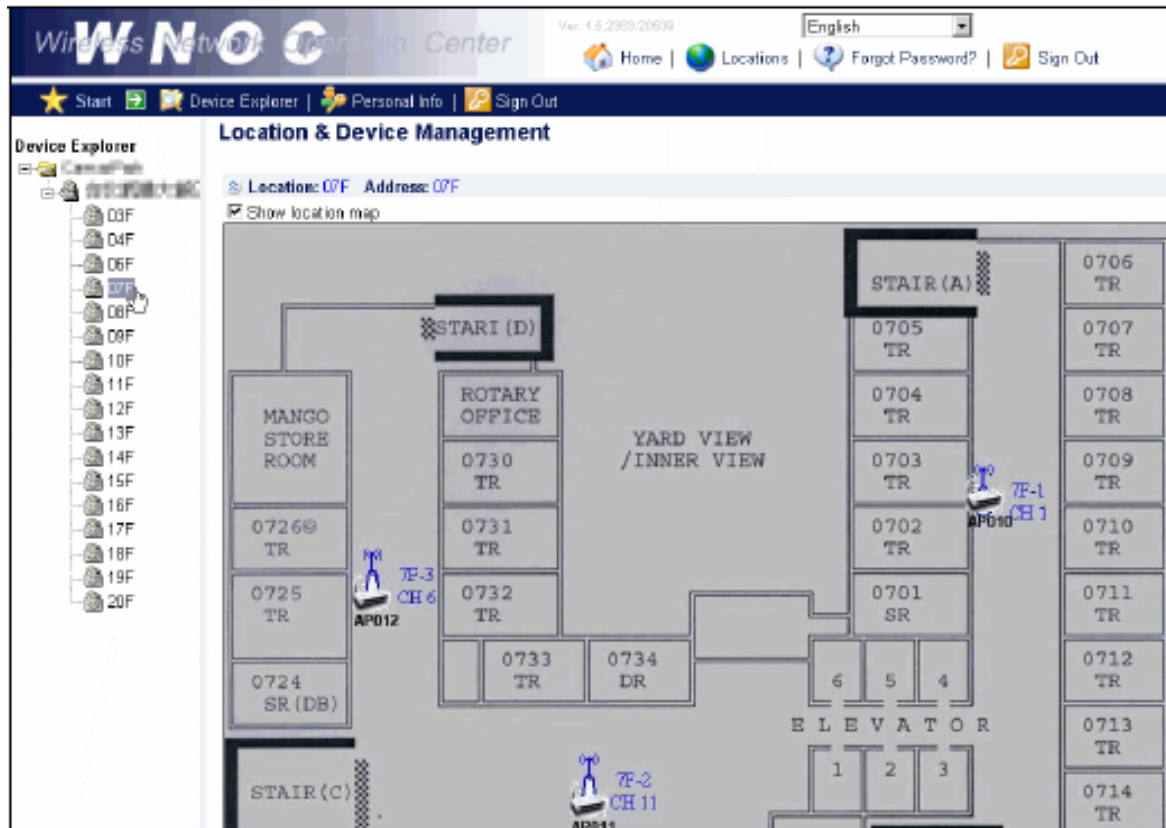 Wireless Network Operation Center
WNOC
English
Home | Locations | Forgot Password? | Sign Out
Start Device Explorer | Personal Info | Sign Out
Device Explorer
03F
04F
06F
07F
08F
09F
10F
11F
12F
13F
14F
15F
16F
17F
18F
19F
20F
Location & Device Management
Location: 07F Address: 07F
Show location map
STAIR(A)
0706
TR
STARI(D)
0705
TR
0707
TR
MANGO
STORE
ROOM
ROTARY
OFFICE
YARD VIEW
/INNER VIEW
0704
TR
0708
TR
0730
TR
0703
TR
7F-1
CH 1
AP010
0709
TR
0726@
TR
0731
TR
0702
TR
0710
TR
0725
TR
7F-3
CH 6
AP012
0732
TR
0701
SR
0711
TR
0724
SR(DB)
0733
TR
0734
DR
6 5 4
0712
TR
ELEVATOR
0713
TR
1 2 3
STAIR(C)
7F-2
CH 11
AP011
0714
TR